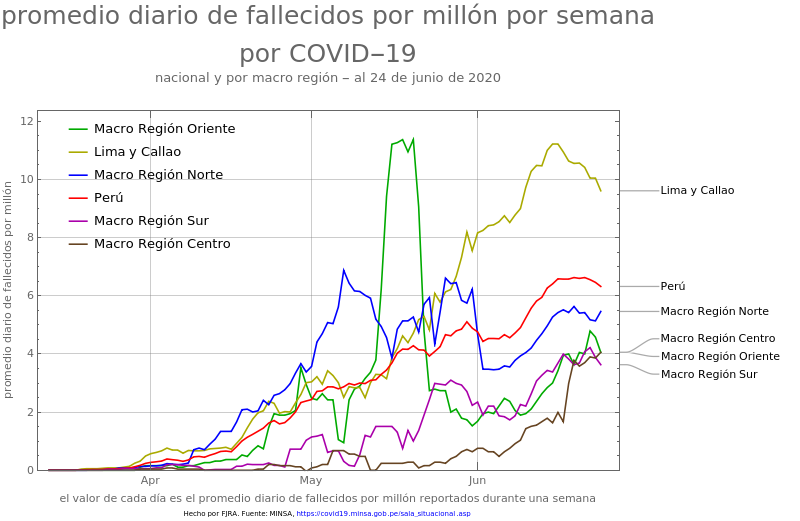 promedio diario de fallecidos por millón por semana
por COVID−19
nacional y por macro región − al 24 de junio de 2020
promedio diario de fallecidos por millón
12
10
8
6
4
2
0
Macro Región Oriente
Lima y Callao
Macro Región Norte
Perú
Macro Región Sur
Macro Región Centro
Lima y Callao
Perú
Macro Región Norte
Macro Región Centro
Macro Región Oriente
Macro Región Sur
Apr May Jun
el valor de cada día es el promedio diario de fallecidos por millón reportados durante una semana
Hecho por FJRA. Fuente: MINSA, https://covid19.minsa.gob.pe/sala_situacional.asp